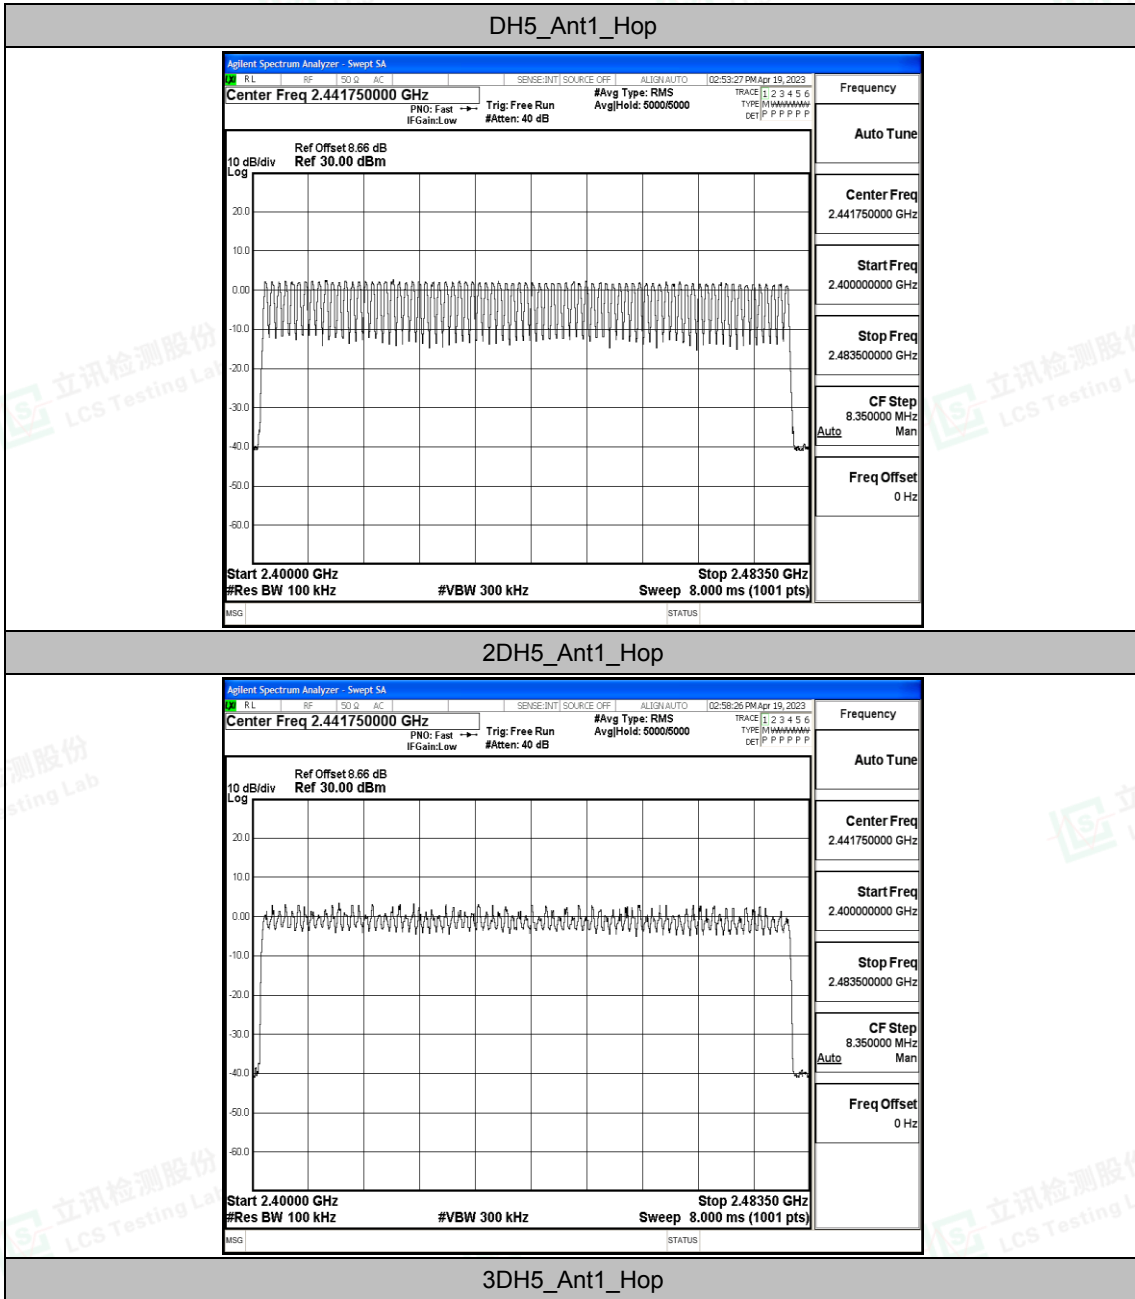 DH5_Ant1_Hop
Agilent Spectrum Analyzer - Swept SA
LXI RL RF 50 Ω AC SENSE:INT SOURCE OFF ALIGNAUTO 02:53:27 PM Apr 19, 2023
Center Freq 2.441750000 GHz
PNO: Fast
IFGain:Low
Trig: Free Run
#Atten: 40 dB
#Avg Type: RMS
Avg|Hold: 5000/5000
TRACE 1 2 3 4 5 6
TYPE M WWWWW
DET P P P P P P
Ref Offset 8.66 dB
10 dB/div Ref 30.00 dBm
Log
20.0
10.0
0.00
-10.0
-20.0
-30.0
-40.0
-50.0
-60.0
Start 2.40000 GHz Stop 2.48350 GHz
#Res BW 100 kHz #VBW 300 kHz Sweep 8.000 ms (1001 pts)
MSG STATUS
Frequency
Auto Tune
Center Freq
2.441750000 GHz
Start Freq
2.400000000 GHz
Stop Freq
2.483500000 GHz
CF Step
8.350000 MHz
Auto Man
Freq Offset
0 Hz
2DH5_Ant1_Hop
Agilent Spectrum Analyzer - Swept SA
LXI RL RF 50 Ω AC SENSE:INT SOURCE OFF ALIGNAUTO 02:58:26 PM Apr 19, 2023
Center Freq 2.441750000 GHz
PNO: Fast
IFGain:Low
Trig: Free Run
#Atten: 40 dB
#Avg Type: RMS
Avg|Hold: 5000/5000
TRACE 1 2 3 4 5 6
TYPE M WWWWW
DET P P P P P P
Ref Offset 8.66 dB
10 dB/div Ref 30.00 dBm
Log
20.0
10.0
0.00
-10.0
-20.0
-30.0
-40.0
-50.0
-60.0
Start 2.40000 GHz Stop 2.48350 GHz
#Res BW 100 kHz #VBW 300 kHz Sweep 8.000 ms (1001 pts)
MSG STATUS
Frequency
Auto Tune
Center Freq
2.441750000 GHz
Start Freq
2.400000000 GHz
Stop Freq
2.483500000 GHz
CF Step
8.350000 MHz
Auto Man
Freq Offset
0 Hz
3DH5_Ant1_Hop
立讯检测股份
LCS Testing Lab